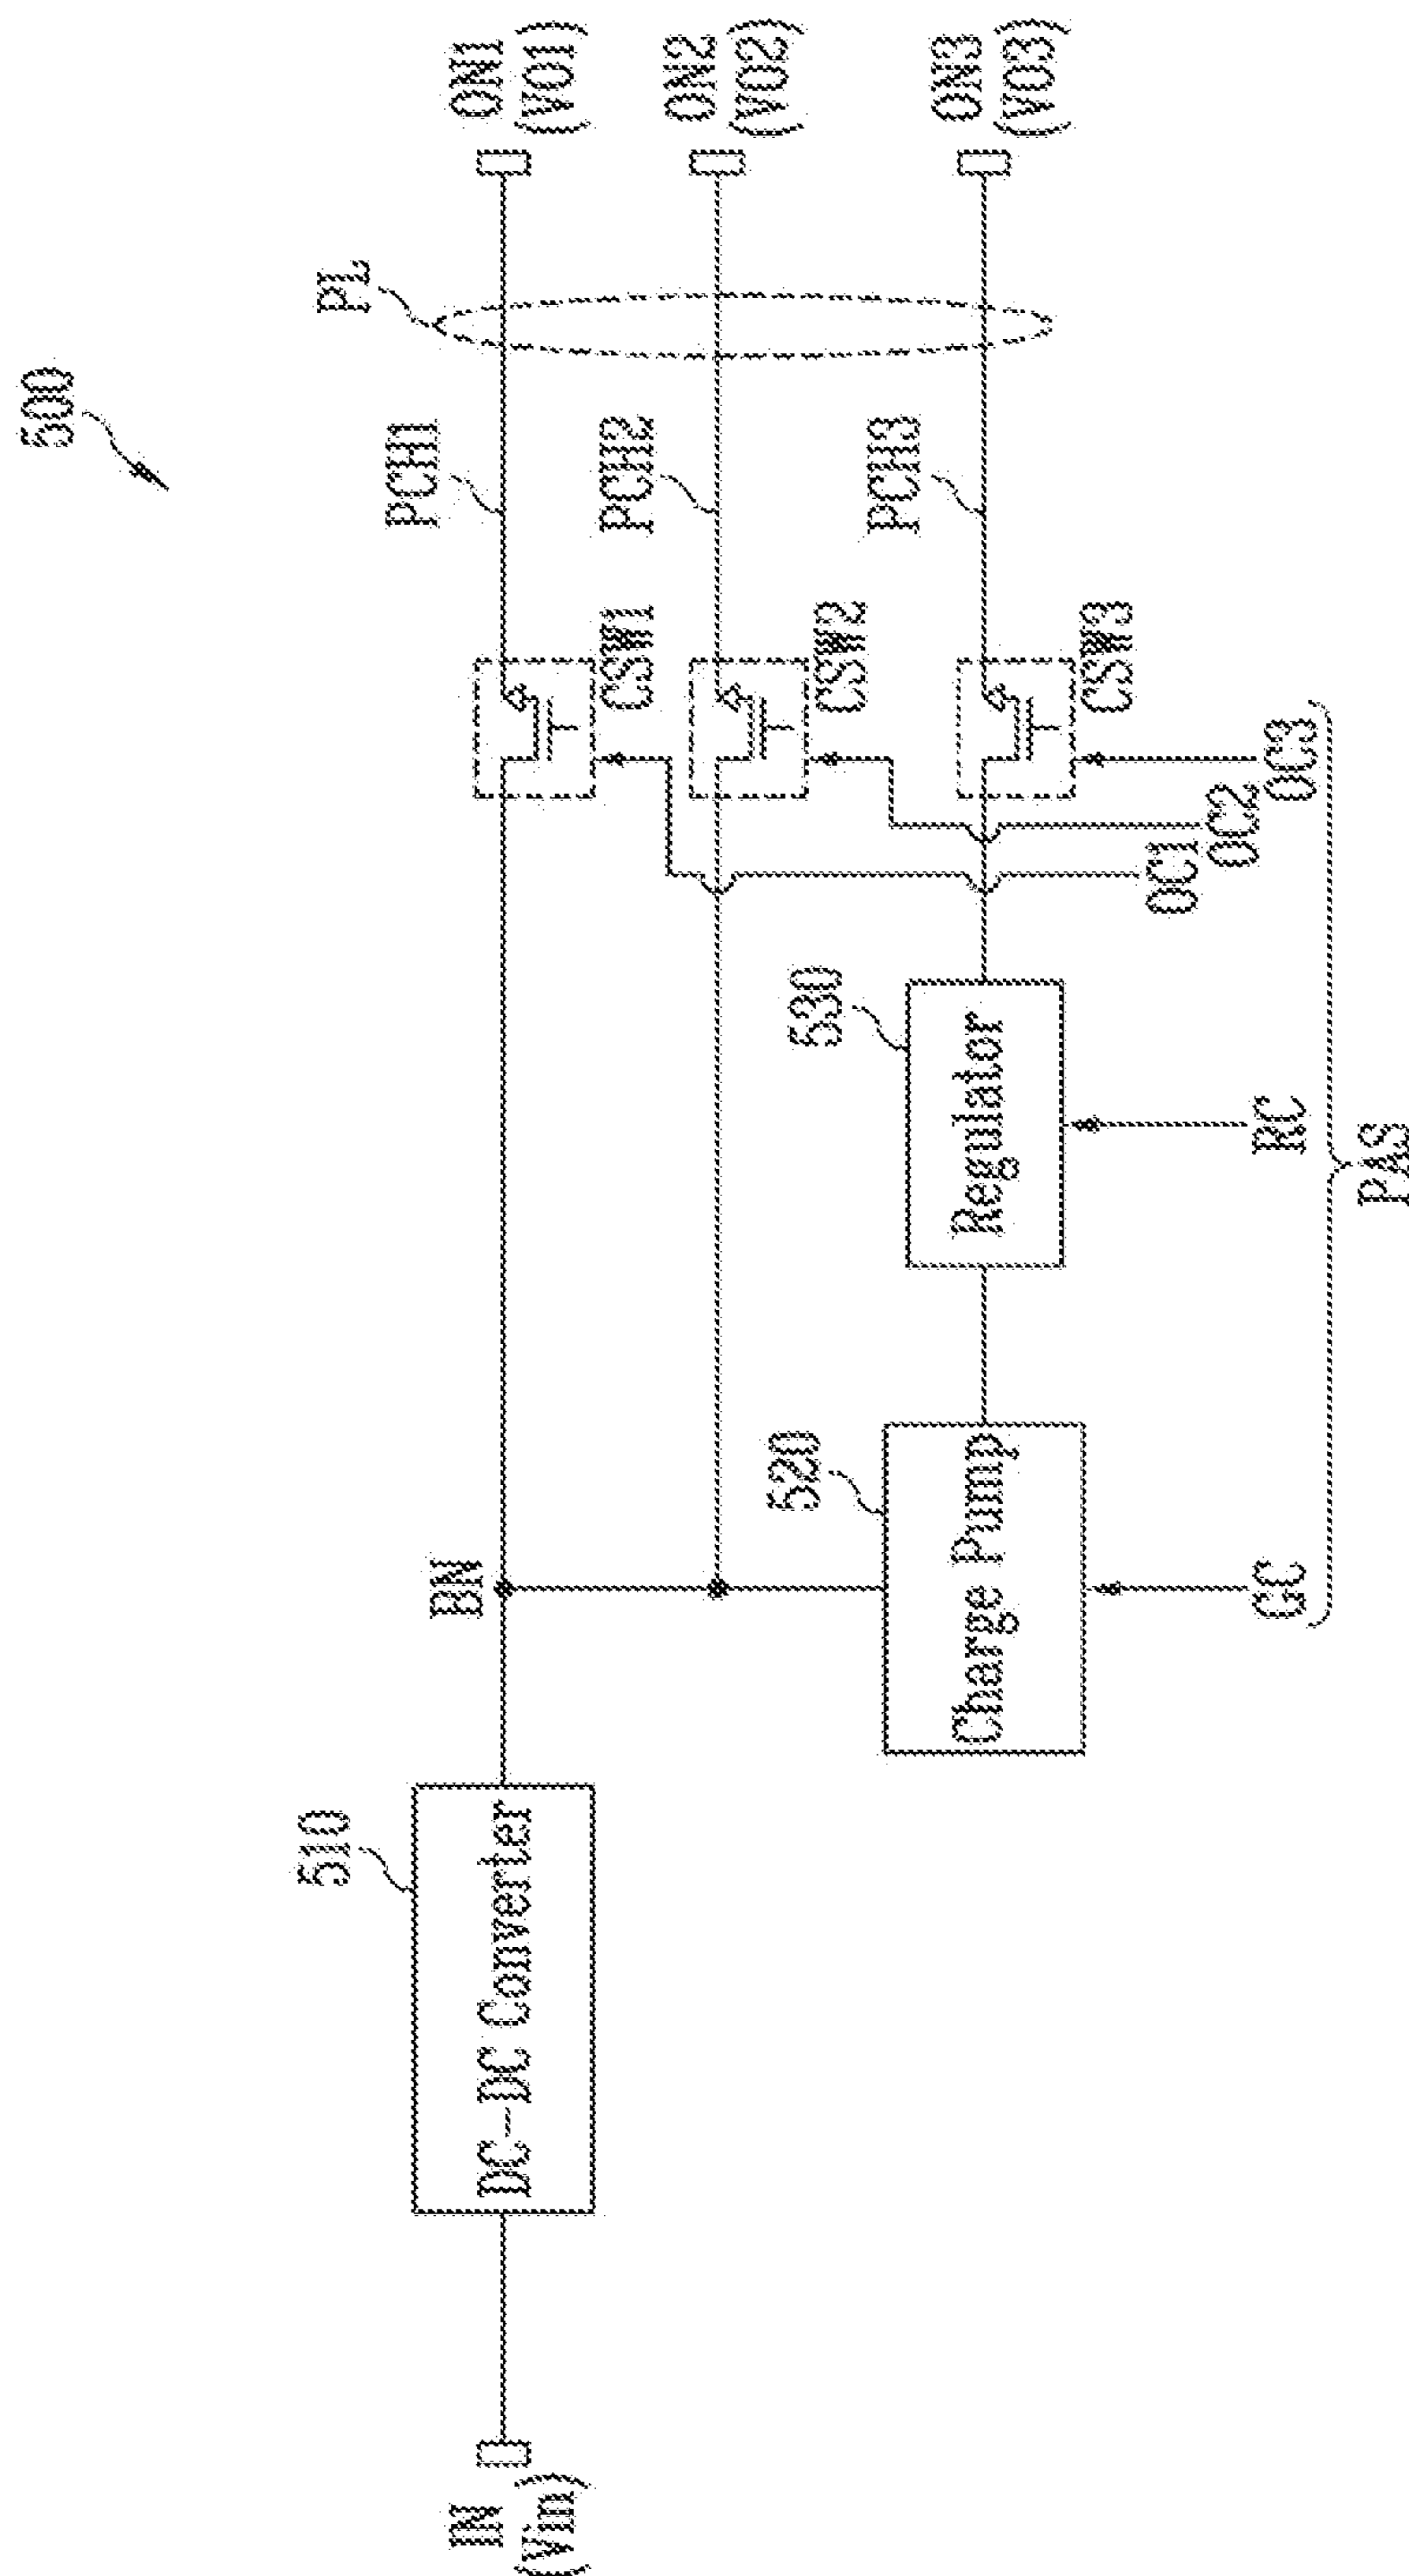 500
PL
ON1
(VO1)
PCH1
510
BN
IN
(Vin)
DC-DC Converter
CSW1
ON2
(VO2)
PCH2
CSW2
520
530
ON3
(VO3)
PCH3
Charge Pump
Regulator
CSW3
OC1
OC2
GC
RC
OC3
PAS